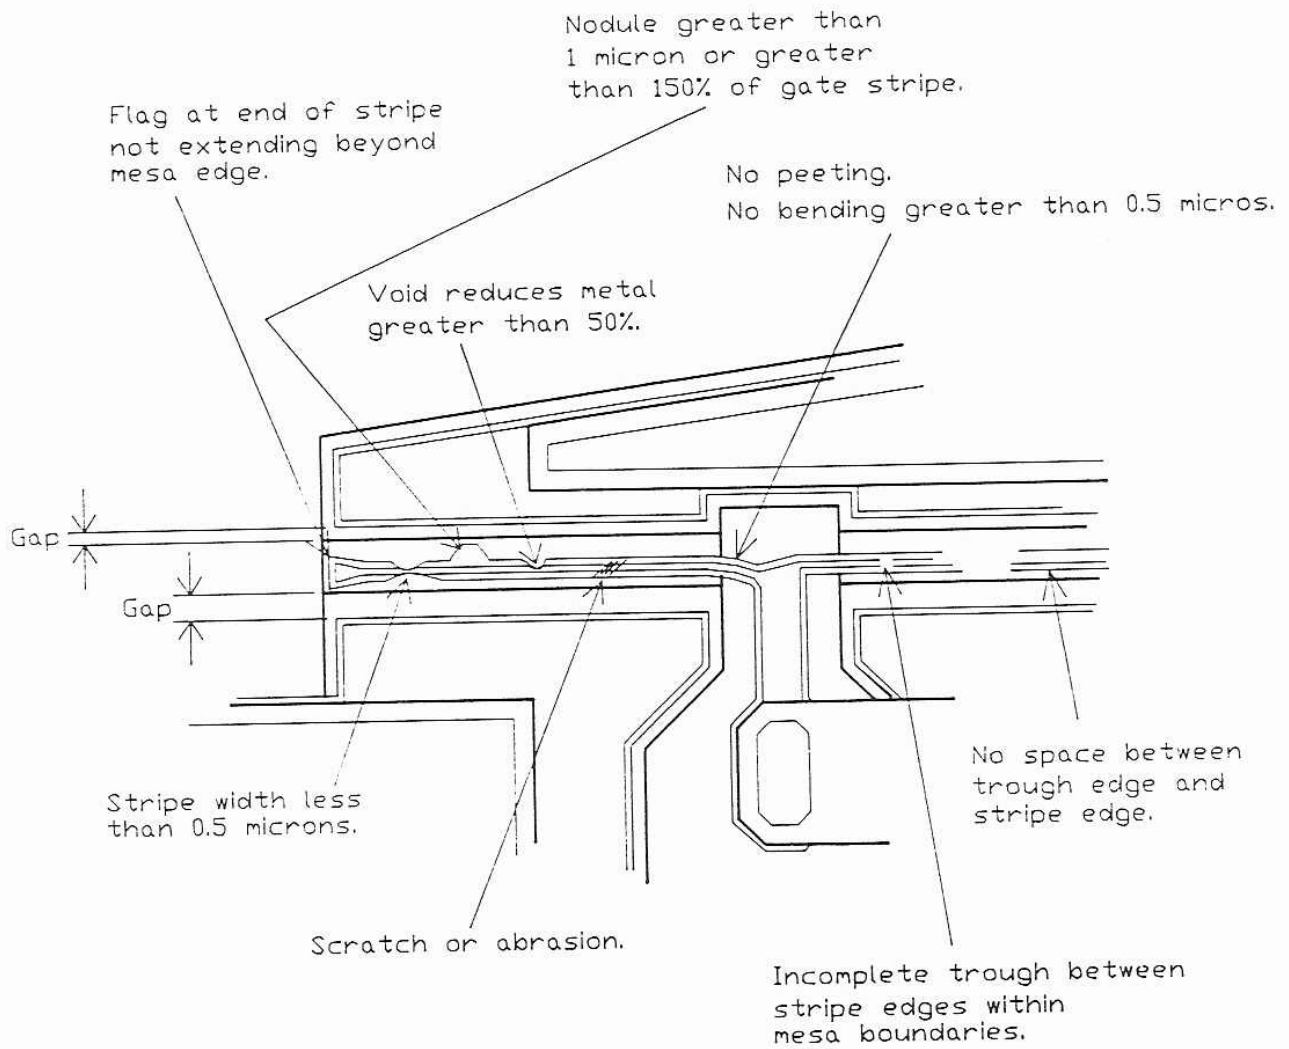 Nodule greater than
1 micron or greater
than 150% of gate stripe.
Flag at end of stripe
not extending beyond
mesa edge.
No peeting.
No bending greater than 0.5 micros.
Void reduces metal
greater than 50%.
Gap
Gap
No space between
trough edge and
stripe edge.
Stripe width less
than 0.5 microns.
Scratch or abrasion.
Incomplete trough between
stripe edges within
mesa boundaries.